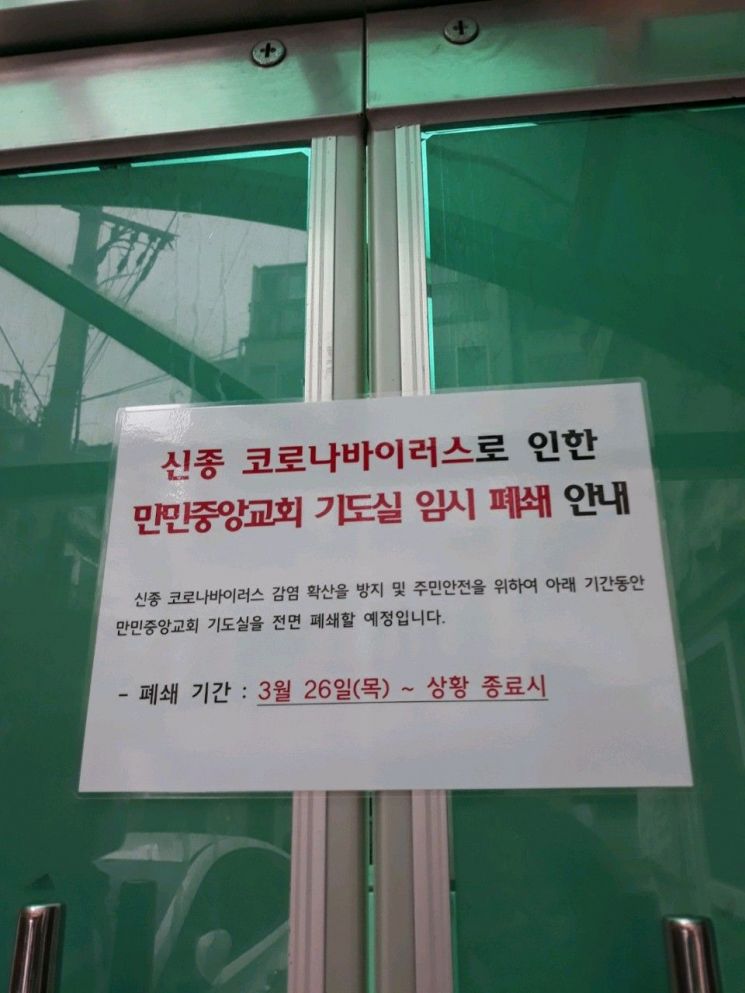 신종 코로나바이러스로 인한
만민중앙교회 기도실 임시 폐쇄 안내
신종 코로나바이러스 감염 확산을 방지 및 주민안전을 위하여 아래 기간동안
만민중앙교회 기도실을 전면 폐쇄할 예정입니다.
- 폐쇄 기간 : 3월 26일(목) ~ 상황 종료시